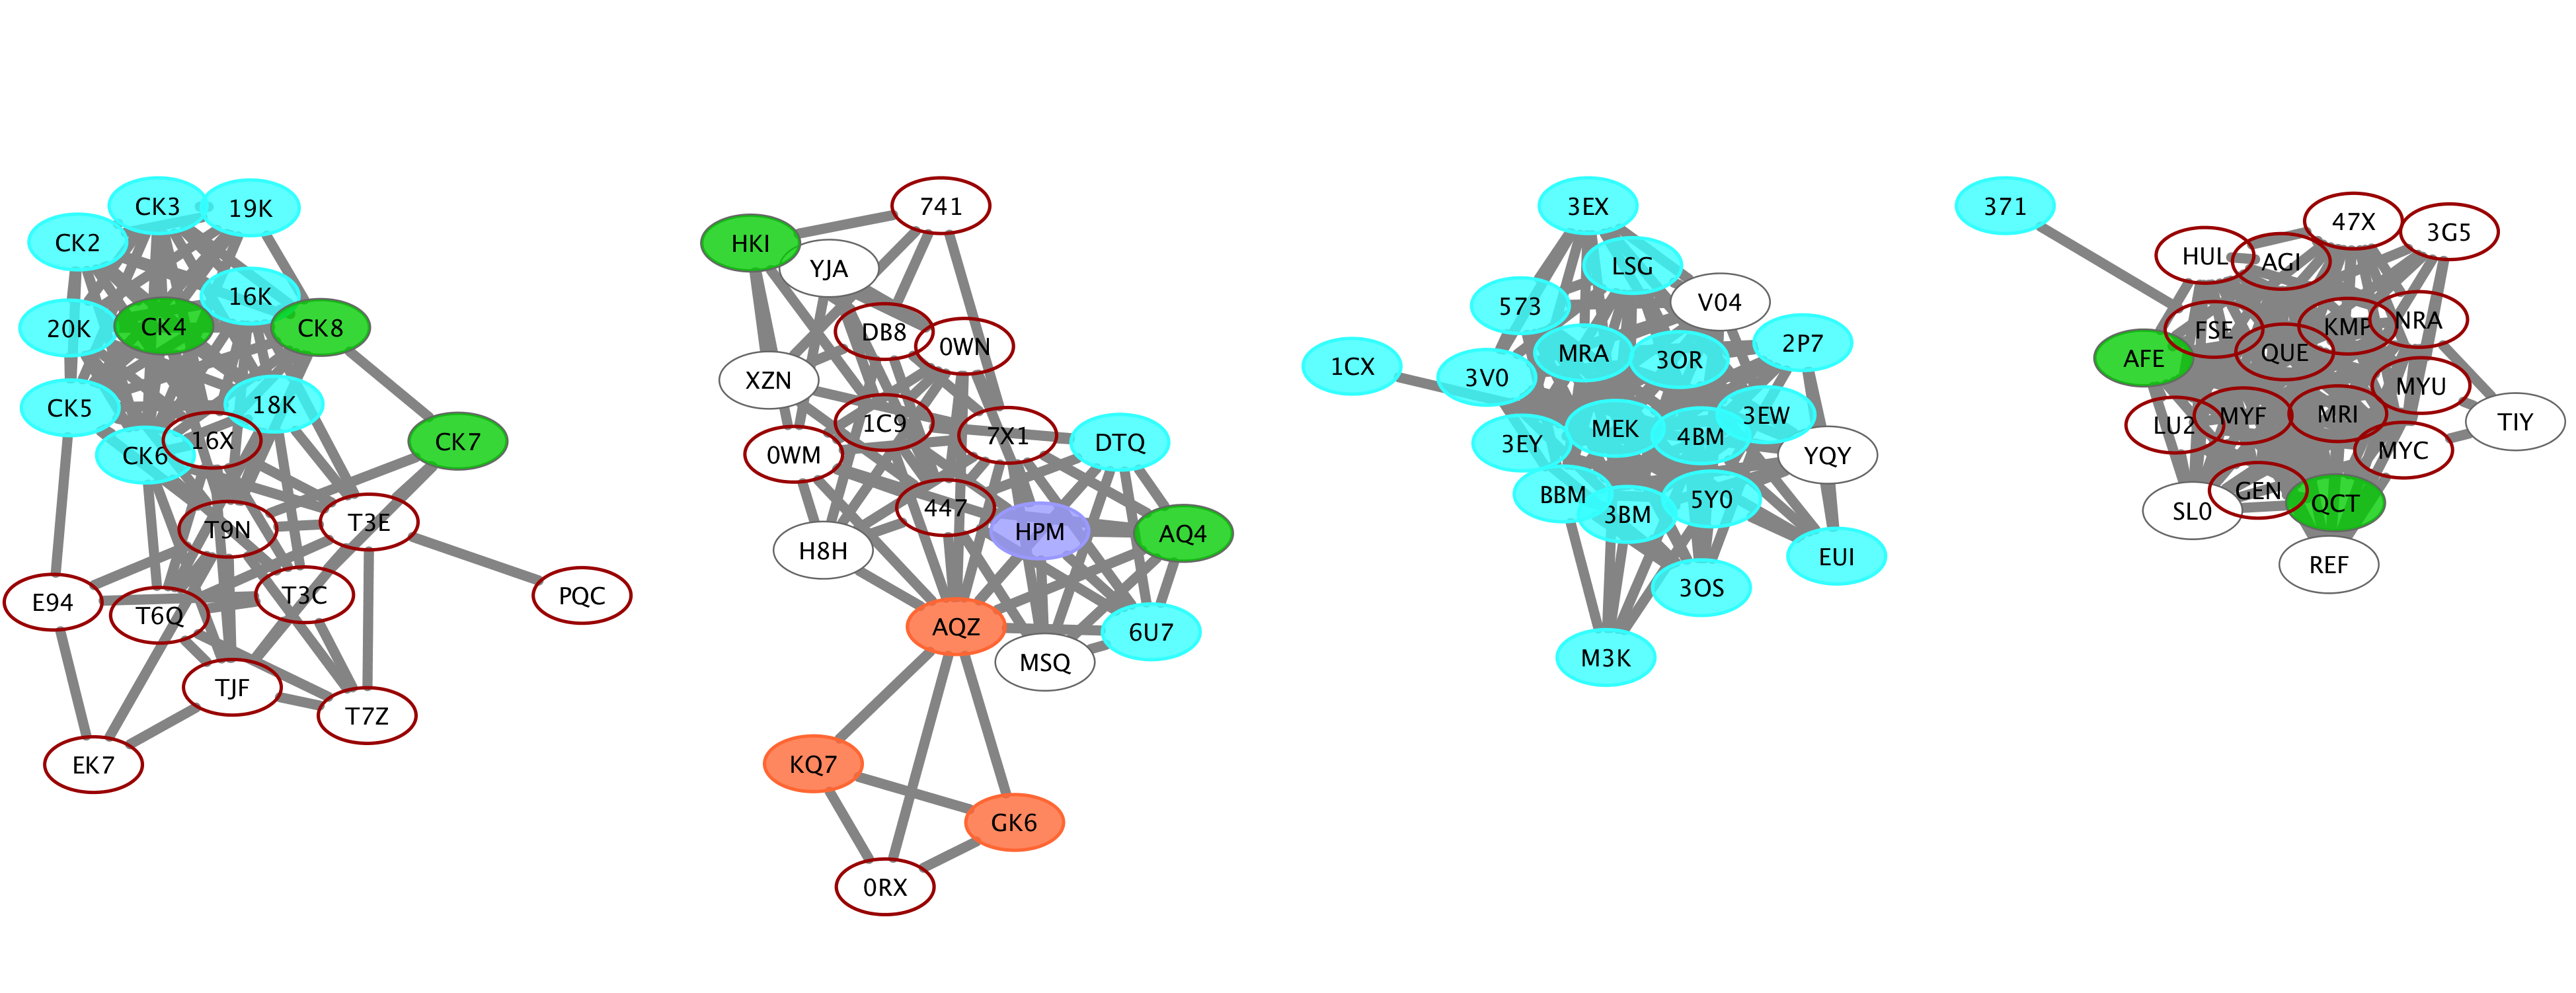 CK3
19K
CK2
16K
20K
CK4
CK8
CK5
18K
16X
CK6
CK7
T9N
T3E
E94
T6Q
T3C
PQC
TJF
T7Z
EK7
741
HKI
YJA
DB8
0WN
XZN
1C9
7X1
DTQ
0WM
447
HPM
AQ4
H8H
AQZ
6U7
MSQ
KQ7
GK6
0RX
3EX
LSG
573
V04
MRA
3OR
2P7
1CX
3V0
3EW
3EY
MEK
4BM
YQY
BBM
3BM
5Y0
EUI
3OS
M3K
371
47X
3G5
HUL
AGI
FSE
KMP
NRA
QUE
AFE
MYU
LU2
MYF
MRI
TIY
MYC
GEN
QCT
SL0
REF